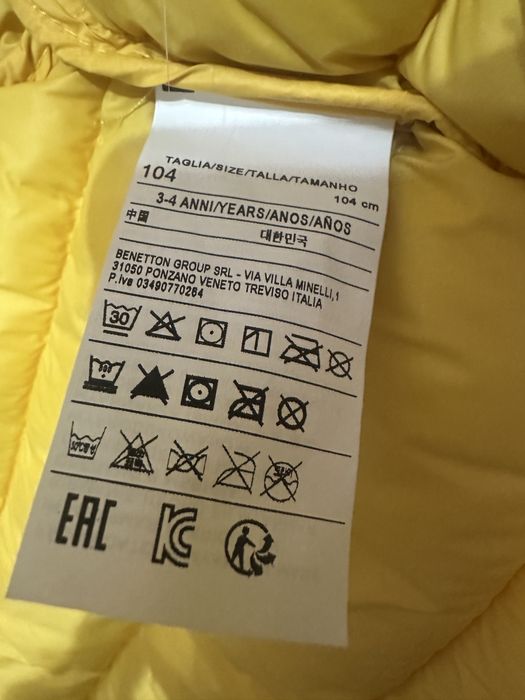 TAGLIA/SIZE/TALLA/TAMANHO
104 104 cm
3-4 ANNI/YEARS/ANOS/AÑOS
中国 대한민국
BENETTON GROUP SRL - VIA VILLA MINELLI,1
31050 PONZANO VENETO TREVISO ITALIA
P.iva 03490770264
30
EAC
KC